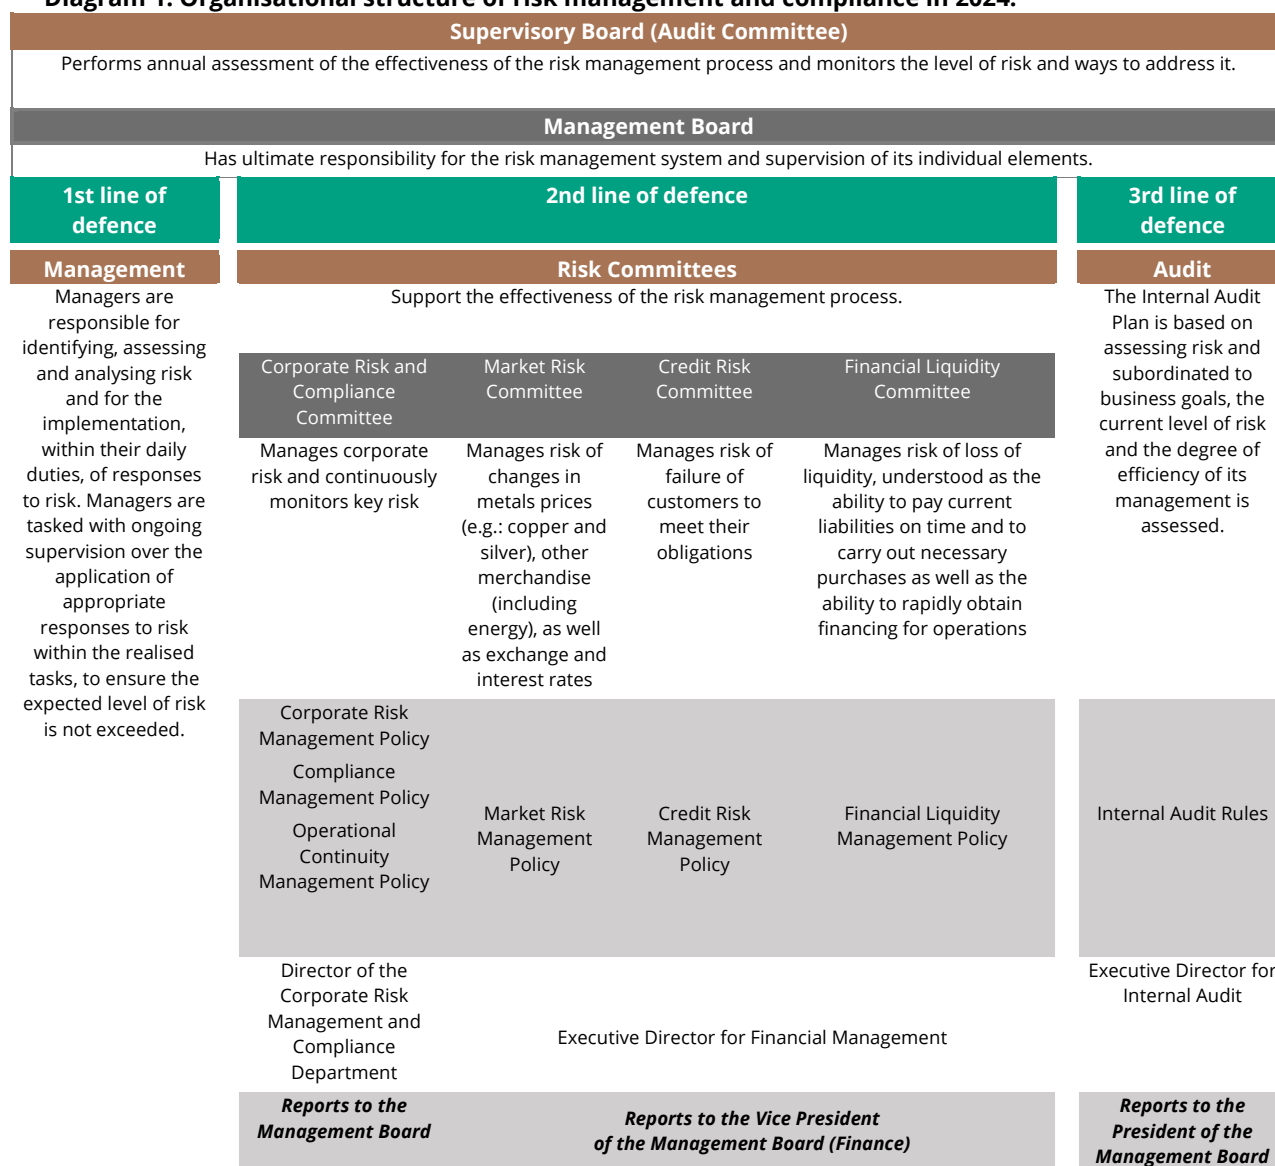 Diagram 1. Organisational structure of risk management and compliance in 2024.
Supervisory Board (Audit Committee)
Performs annual assessment of the effectiveness of the risk management process and monitors the level of risk and ways to address it.
Management Board
Has ultimate responsibility for the risk management system and supervision of its individual elements.
1st line of
defence
2nd line of defence
3rd line of
defence
Management
Managers are
responsible for
identifying, assessing
and analysing risk
and for the
implementation,
within their daily
duties, of responses
to risk. Managers are
tasked with ongoing
supervision over the
application of
appropriate
responses to risk
within the realised
tasks, to ensure the
expected level of risk
is not exceeded.
Risk Committees
Support the effectiveness of the risk management process.
Corporate Risk and
Compliance
Committee
Market Risk
Committee
Credit Risk
Committee
Financial Liquidity
Committee
Manages corporate
risk and continuously
monitors key risk
Manages risk of
changes in
metals prices
(e.g.: copper and
silver), other
merchandise
(including
energy), as well
as exchange and
interest rates
Manages risk of
failure of
customers to
meet their
obligations
Manages risk of loss of
liquidity, understood as the
ability to pay current
liabilities on time and to
carry out necessary
purchases as well as the
ability to rapidly obtain
financing for operations
Corporate Risk
Management Policy
Compliance
Management Policy
Operational
Continuity
Management Policy
Market Risk
Management
Policy
Credit Risk
Management
Policy
Financial Liquidity
Management Policy
Director of the
Corporate Risk
Management and
Compliance
Department
Executive Director for Financial Management
Reports to the
Management Board
Reports to the Vice President
of the Management Board (Finance)
Audit
The Internal Audit
Plan is based on
assessing risk and
subordinated to
business goals, the
current level of risk
and the degree of
efficiency of its
management is
assessed.
Internal Audit Rules
Executive Director for
Internal Audit
Reports to the
President of the
Management Board